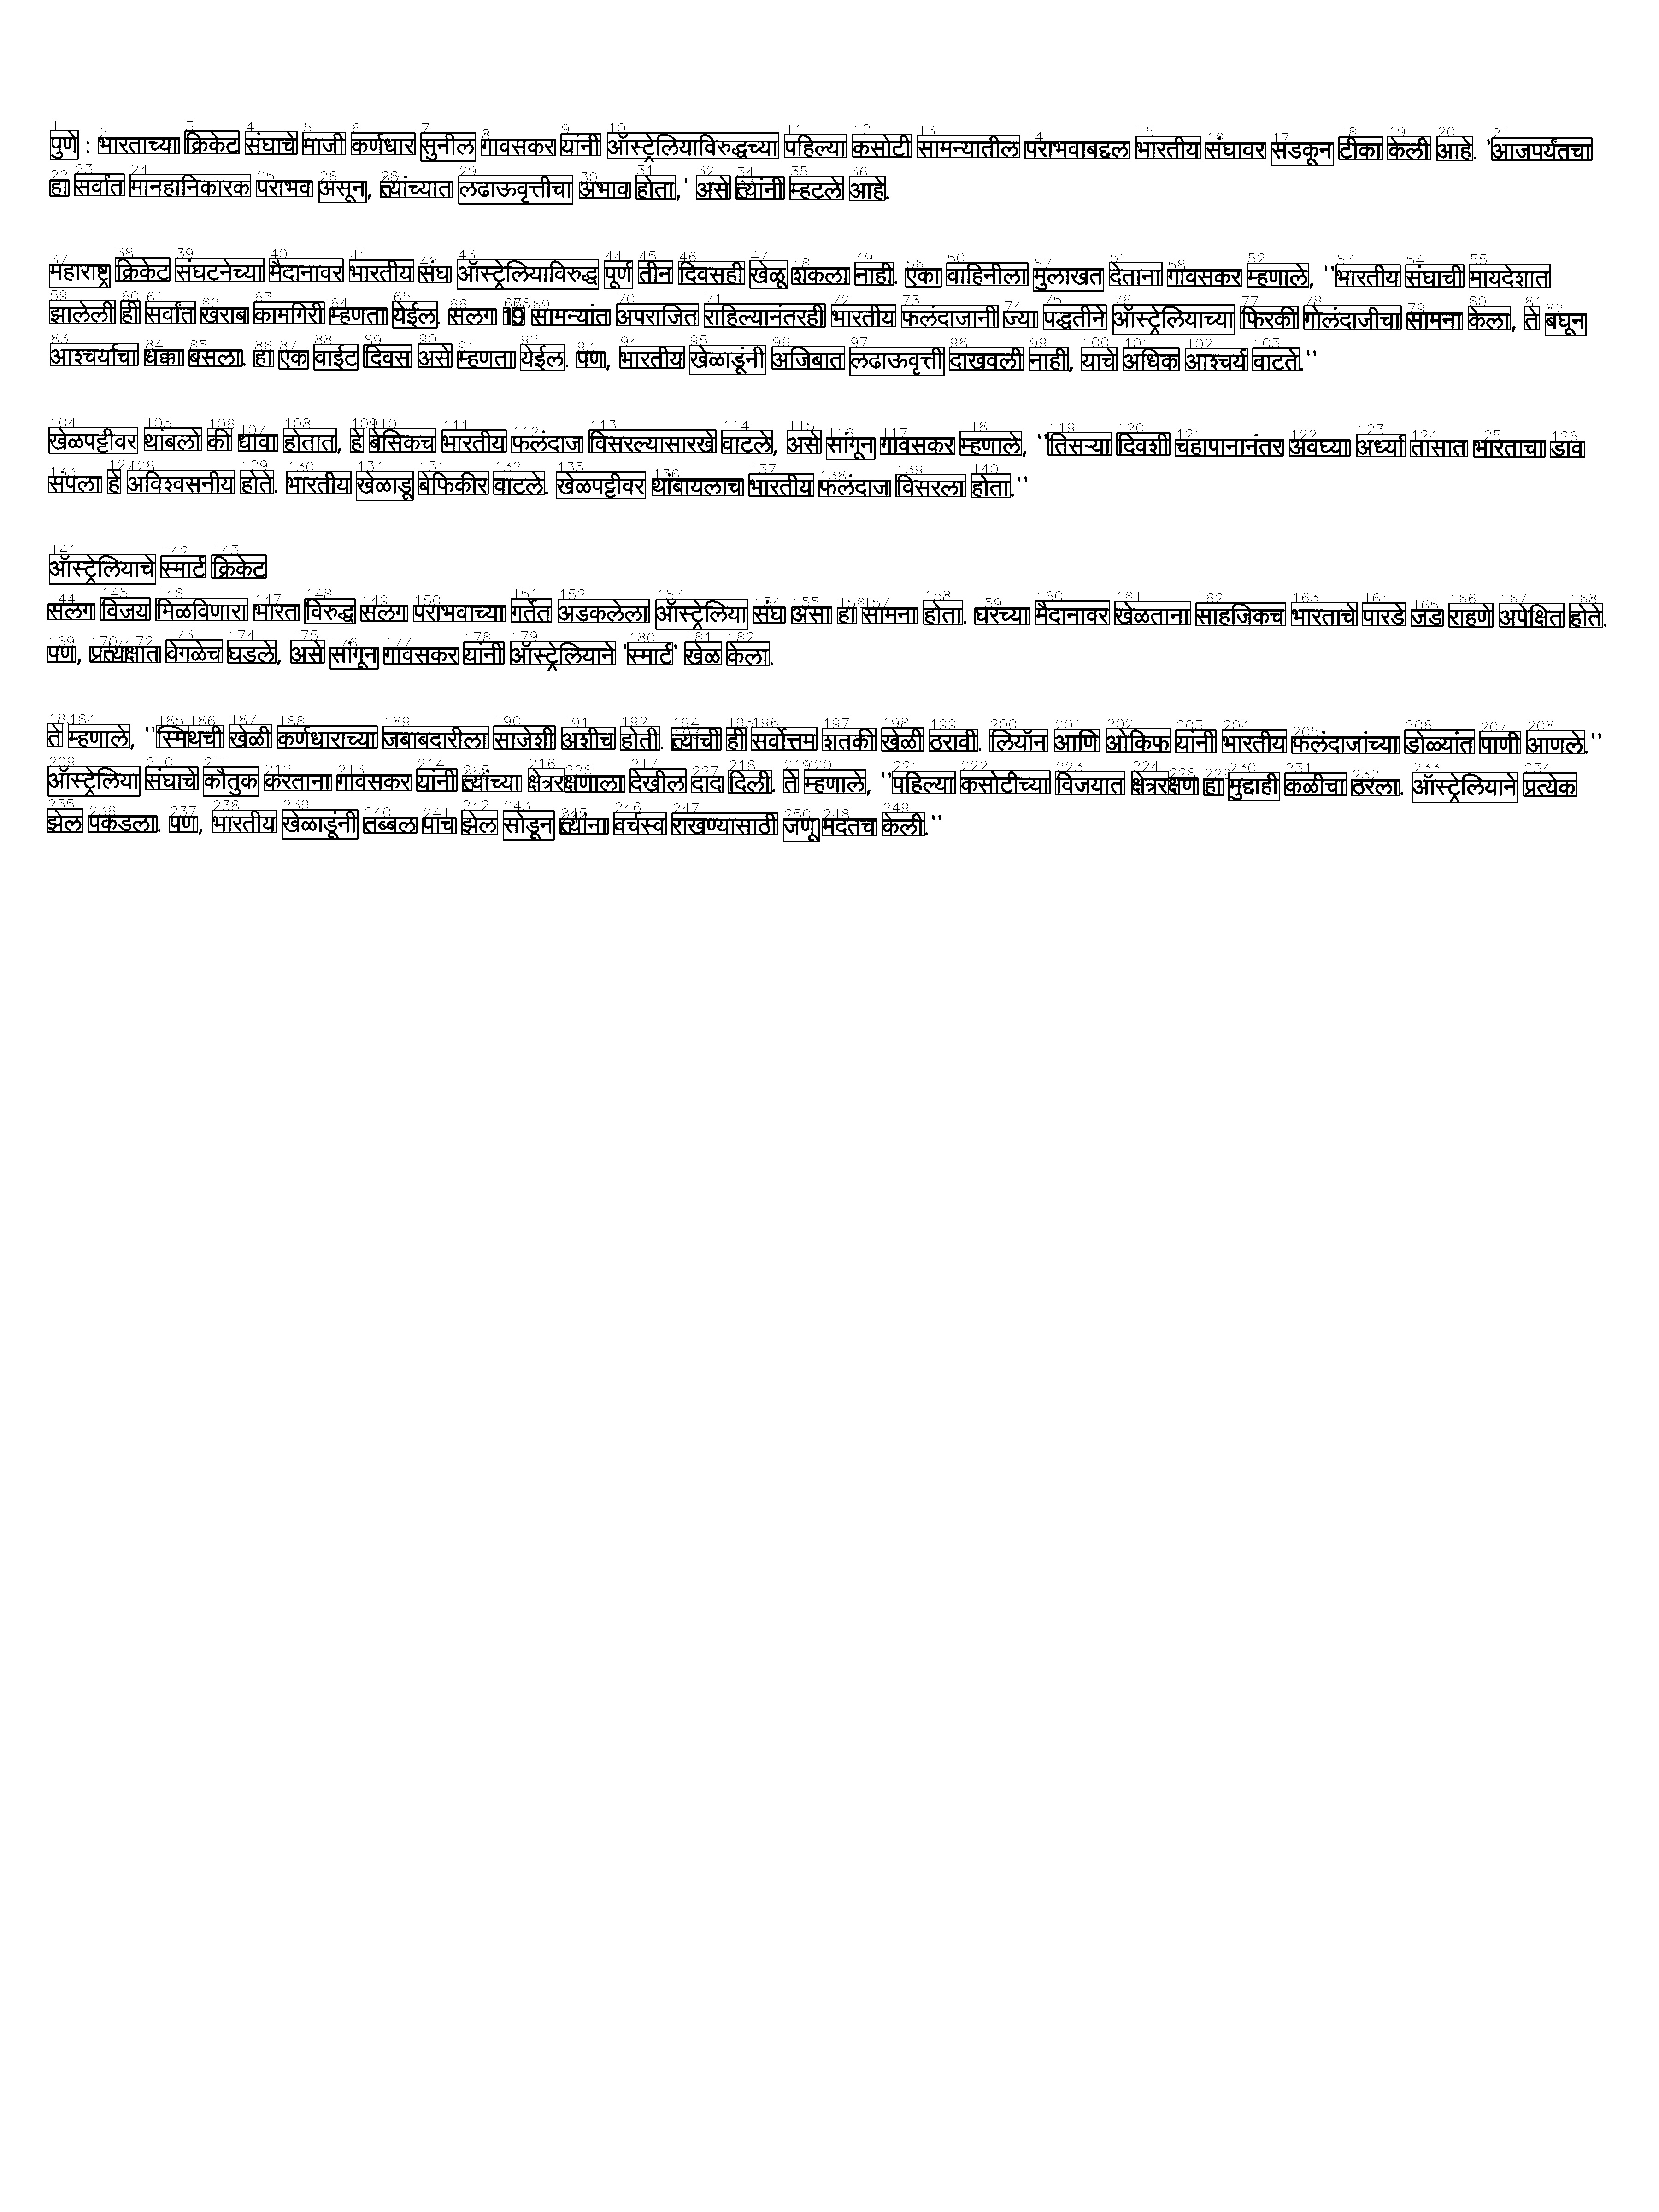 पुणे : भारताच्या क्रिकेट संघाचे माजी कर्णधार सुनील गावसकर यांनी ऑस्ट्रेलियाविरुद्धच्या पहिल्या कसोटी सामन्यातील पराभवाबद्दल भारतीय संघावर सडकून टीका केली आहे. 'आजपर्यंतचा
हा सर्वांत मानहानिकारक पराभव असून, त्यांच्यात लढाऊवृत्तीचा अभाव होता,' असे त्यांनी म्हटले आहे.
महाराष्ट्र क्रिकेट संघटनेच्या मैदानावर भारतीय संघ ऑस्ट्रेलियाविरुद्ध पूर्ण तीन दिवसही खेळू शकला नाही. एका वाहिनीला मुलाखत देताना गावसकर म्हणाले, ''भारतीय संघाची मायदेशात
झालेली ही सर्वांत खराब कामगिरी म्हणता येईल. सलग 19 सामन्यांत अपराजित राहिल्यानंतरही भारतीय फलंदाजानी ज्या पद्धतीने ऑस्ट्रेलियाच्या फिरकी गोलंदाजीचा सामना केला, ते बघून
आश्‍चर्याचा धक्का बसला. हा एक वाईट दिवस असे म्हणता येईल. पण, भारतीय खेळाडूंनी अजिबात लढाऊवृत्ती दाखवली नाही, याचे अधिक आश्‍चर्य वाटते.''
खेळपट्टीवर थांबलो की धावा होतात, हे बेसिकच भारतीय फलंदाज विसरल्यासारखे वाटले, असे सांगून गावसकर म्हणाले, ''तिसऱ्या दिवशी चहापानानंतर अवघ्या अर्ध्या तासात भारताचा डाव
संपला हे अविश्‍वसनीय होते. भारतीय खेळाडू बेफिकीर वाटले. खेळपट्टीवर थांबायलाच भारतीय फलंदाज विसरला होता.''
ऑस्ट्रेलियाचे स्मार्ट क्रिकेट
सलग विजय मिळविणारा भारत विरुद्ध सलग पराभवाच्या गर्तेत अडकलेला ऑस्ट्रेलिया संघ असा हा सामना होता. घरच्या मैदानावर खेळताना साहजिकच भारताचे पारडे जड राहणे अपेक्षित होते.
पण, प्रत्यक्षात वेगळेच घडले, असे सांगून गावसकर यांनी ऑस्ट्रेलियाने 'स्मार्ट' खेळ केला.
ते म्हणाले, ''स्मिथची खेळी कर्णधाराच्या जबाबदारीला साजेशी अशीच होती. त्याची ही सर्वोत्तम शतकी खेळी ठरावी. लियॉन आणि ओकिफ यांनी भारतीय फलंदाजांच्या डोळ्यांत पाणी आणले.''
ऑस्ट्रेलिया संघाचे कौतुक करताना गावसकर यांनी त्यांच्या क्षेत्ररक्षणाला देखील दाद दिली. ते म्हणाले, ''पहिल्या कसोटीच्या विजयात क्षेत्ररक्षण हा मुद्दाही कळीचा ठरला. ऑस्ट्रेलियाने प्रत्येक
झेल पकडला. पण, भारतीय खेळाडूंनी तब्बल पाच झेल सोडून त्यांना वर्चस्व राखण्यासाठी जणू मदतच केली.''